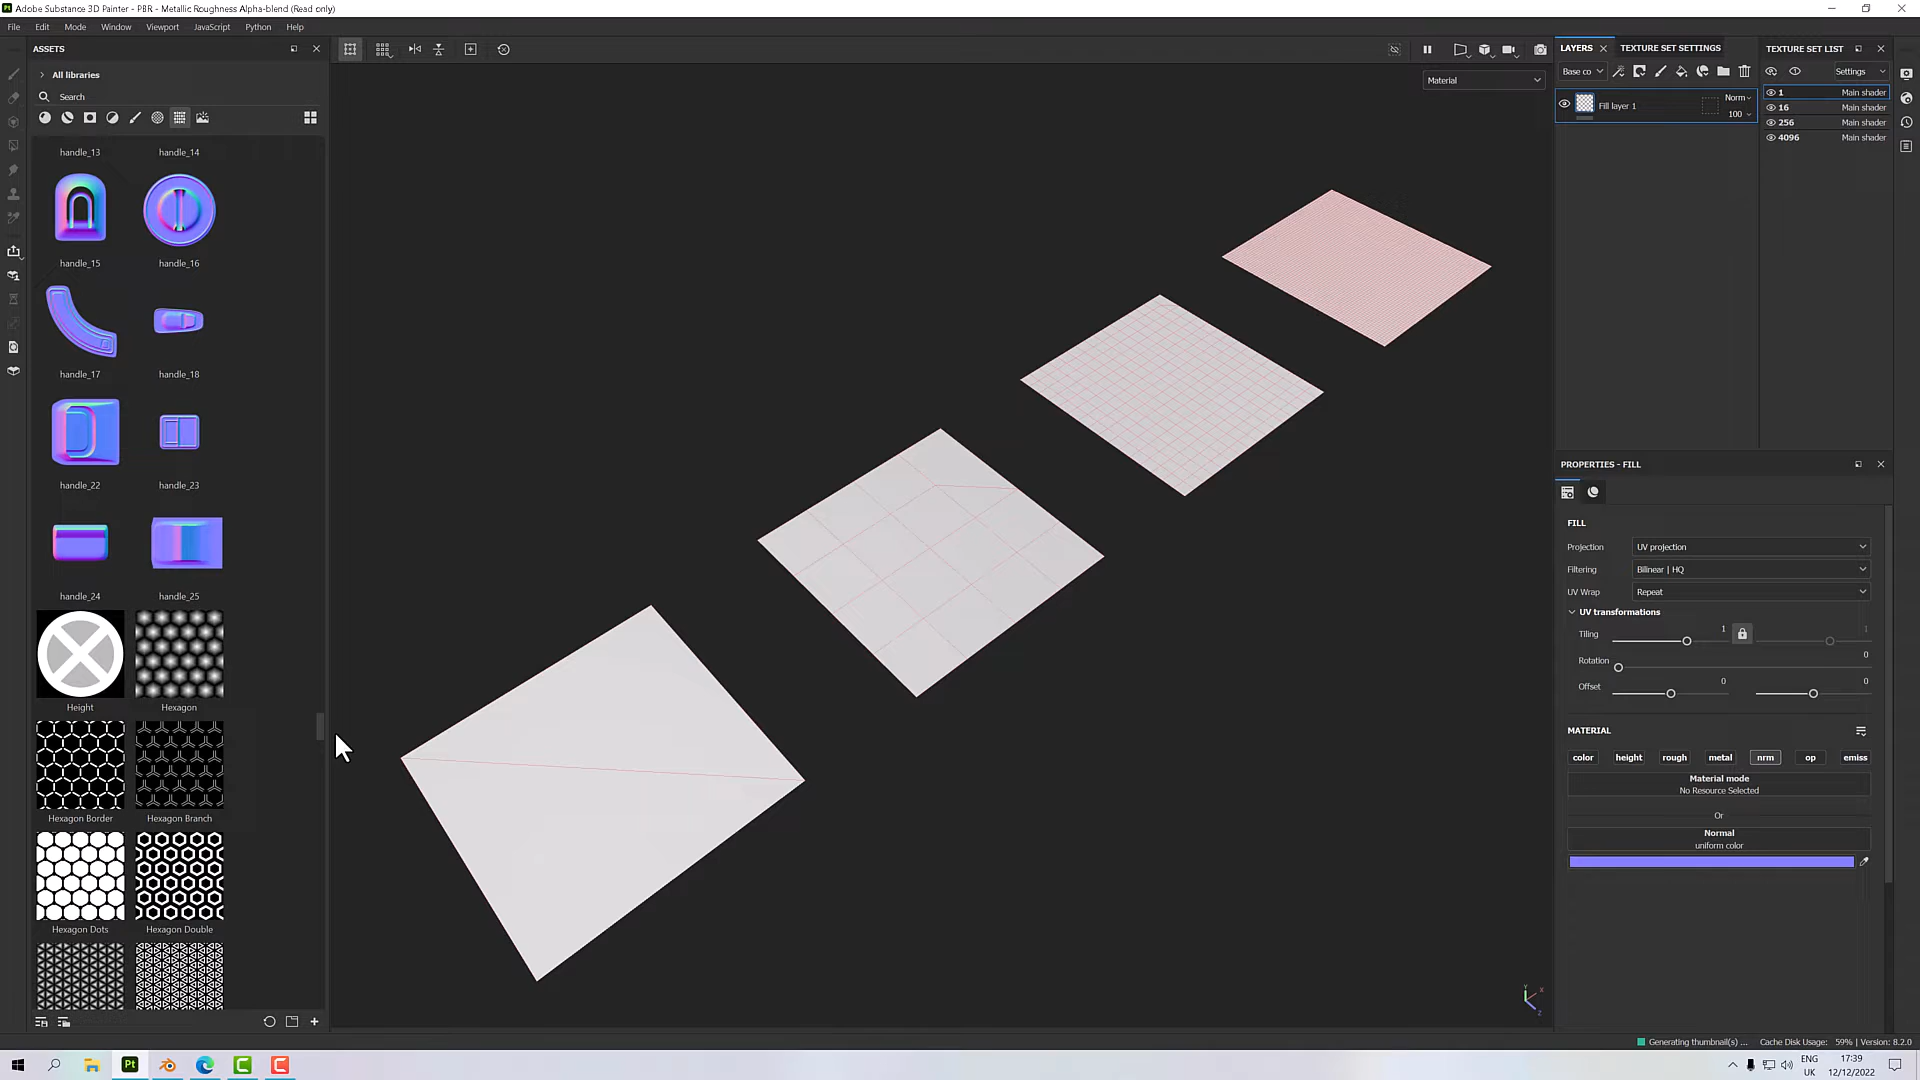 Adobe Substance 3D Painter - PBR - Metallic Roughness Alpha-blend (Read only)
File Edit Mode Window Viewport JavaScript Python Help
ASSETS
All libraries
Search
handle_13 handle_14
handle_15 handle_16
handle_17 handle_18
handle_22 handle_23
handle_24 handle_25
Height Hexagon
Hexagon Border Hexagon Branch
Hexagon Dots Hexagon Double
Material
LAYERS TEXTURE SET SETTINGS
Base co
Fill layer 1 Norm
100
TEXTURE SET LIST
Settings
1 Main shader
16 Main shader
256 Main shader
4096 Main shader
PROPERTIES - FILL
FILL
Projection UV projection
Filtering Bilinear | HQ
UV Wrap Repeat
UV transformations
Tiling 1 1
Rotation 0
Offset 0 0
MATERIAL
color height rough metal nrm op emiss
Material mode
No Resource Selected
Or
Normal
uniform color
Y X Z
Generating thumbnail(s) ... Cache Disk Usage: 59% | Version: 8.2.0
Pt
C
C
ENG
UK
17:39
12/12/2022